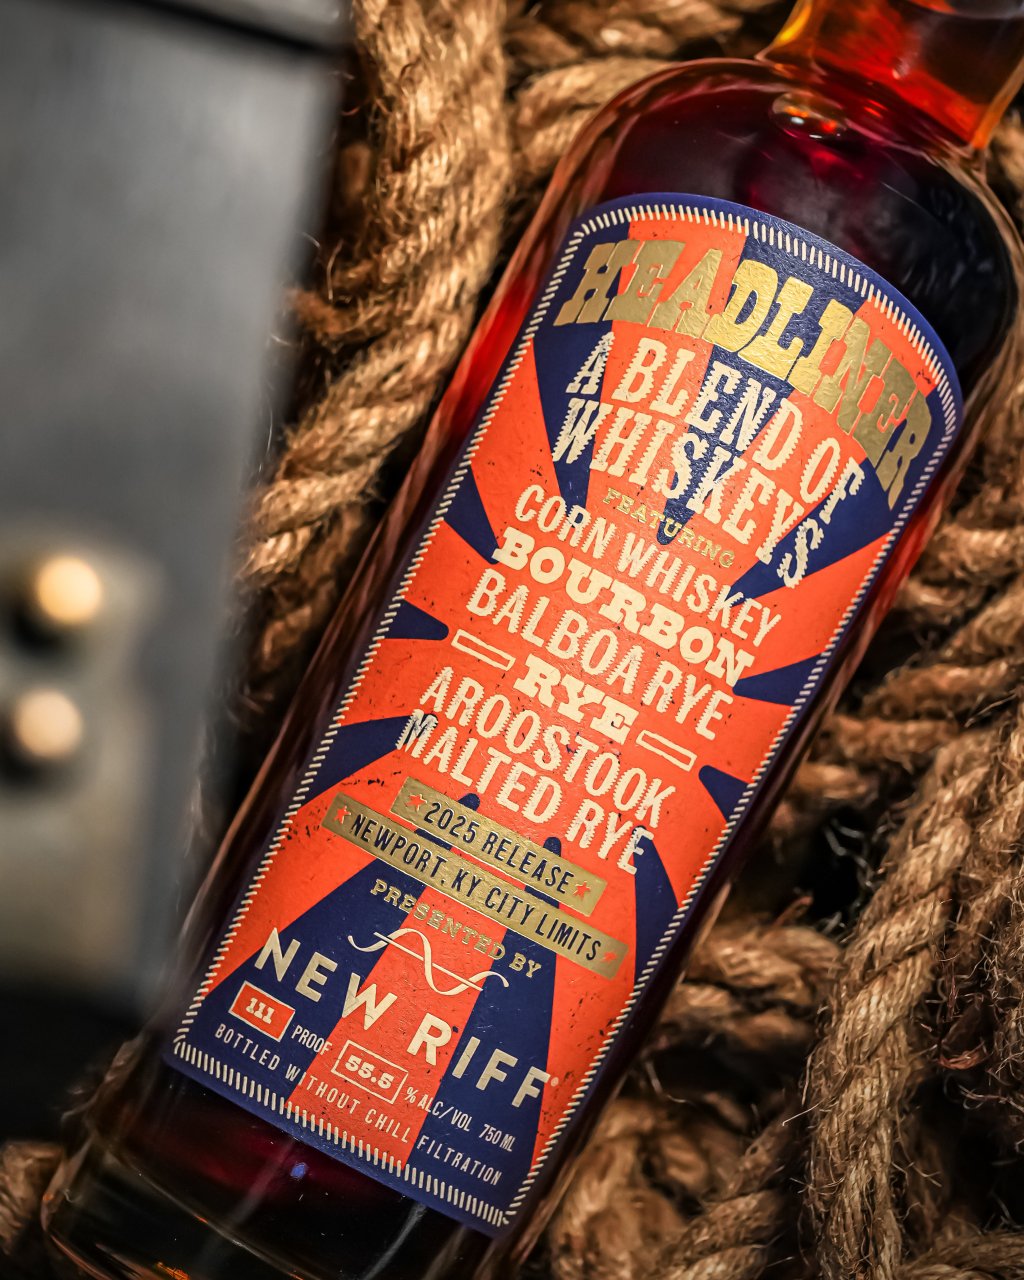 HEADLINER
A BLEND OF
WHISKEYS
FEATURING
CORN WHISKEY
BOURBON
BALBOA RYE
RYE
AROOSTOOK
MALTED RYE
2025 RELEASE
NEWPORT, KY CITY LIMITS
PRESENTED BY
NEW RIFF®
111 PROOF 55.5 % ALC/VOL 750 ML
BOTTLED WITHOUT CHILL FILTRATION